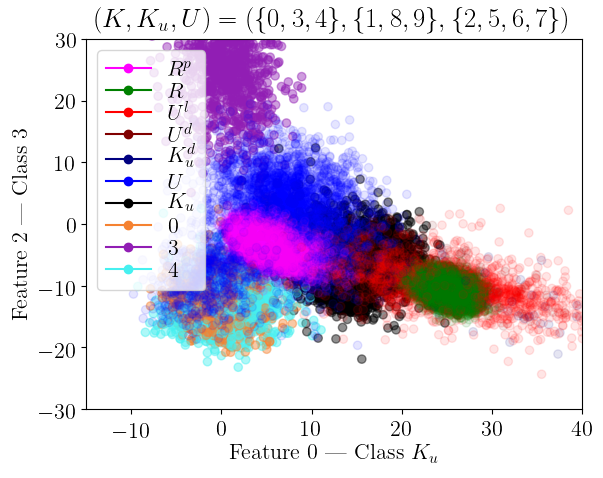 (K, K_u, U) = ({0, 3, 4}, {1, 8, 9}, {2, 5, 6, 7})
30
20
10
0
−10
−20
−30
Feature 2 — Class 3
R^p
R
U^l
U^d
K_u^d
U
K_u
0
3
4
−10
0
10
20
30
40
Feature 0 — Class K_u